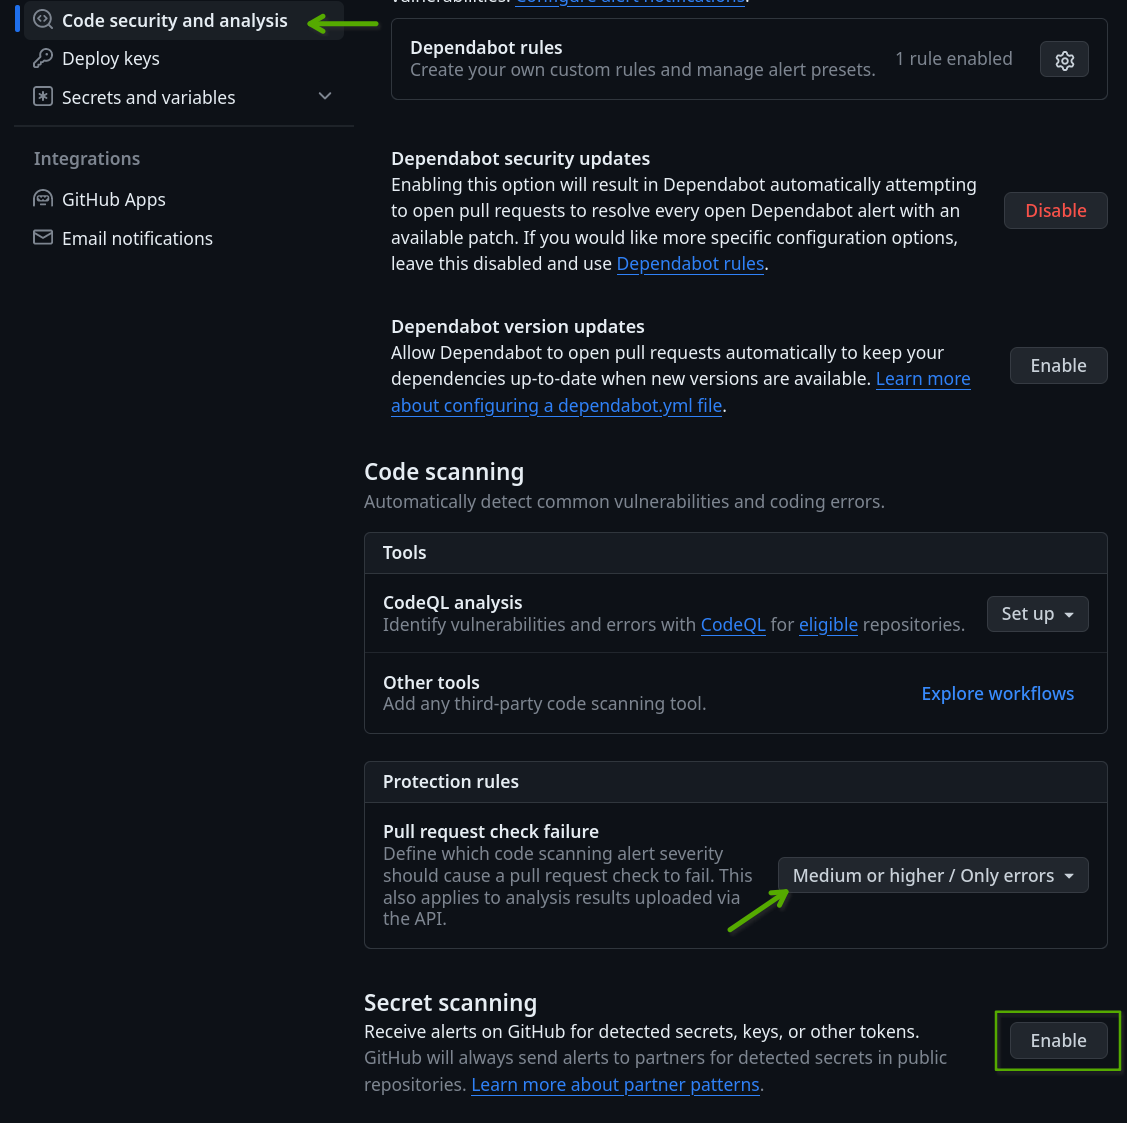 Code security and analysis
Deploy keys
Secrets and variables
Integrations
GitHub Apps
Email notifications
vulnerabilities. Configure alert notifications.
Dependabot rules
Create your own custom rules and manage alert presets.
1 rule enabled
Dependabot security updates
Enabling this option will result in Dependabot automatically attempting
to open pull requests to resolve every open Dependabot alert with an
available patch. If you would like more specific configuration options,
leave this disabled and use Dependabot rules.
Disable
Dependabot version updates
Allow Dependabot to open pull requests automatically to keep your
dependencies up-to-date when new versions are available. Learn more
about configuring a dependabot.yml file.
Enable
Code scanning
Automatically detect common vulnerabilities and coding errors.
Tools
CodeQL analysis
Identify vulnerabilities and errors with CodeQL for eligible repositories.
Set up
Other tools
Add any third-party code scanning tool.
Explore workflows
Protection rules
Pull request check failure
Define which code scanning alert severity
should cause a pull request check to fail. This
also applies to analysis results uploaded via
the API.
Medium or higher / Only errors
Secret scanning
Receive alerts on GitHub for detected secrets, keys, or other tokens.
GitHub will always send alerts to partners for detected secrets in public
repositories. Learn more about partner patterns.
Enable